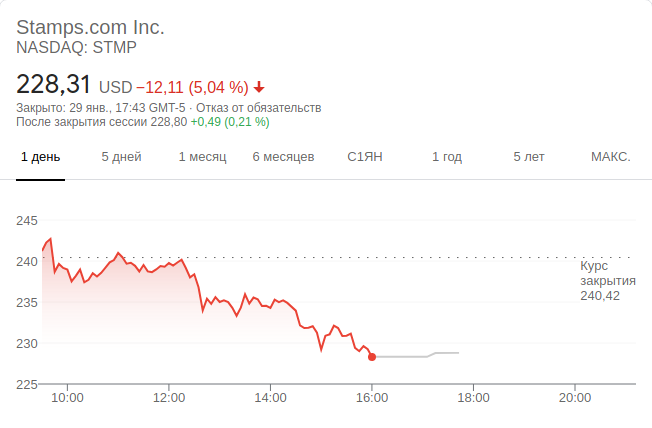 Stamps.com Inc.
NASDAQ: STMP
228,31 USD −12,11 (5,04 %)
Закрыто: 29 янв., 17:43 GMT-5 · Отказ от обязательств
После закрытия сессии 228,80 +0,49 (0,21 %)
1 день 5 дней 1 месяц 6 месяцев С1ЯН 1 год 5 лет МАКС.
245
240
Курс
закрытия
240,42
235
230
225
10:00 12:00 14:00 16:00 18:00 20:00